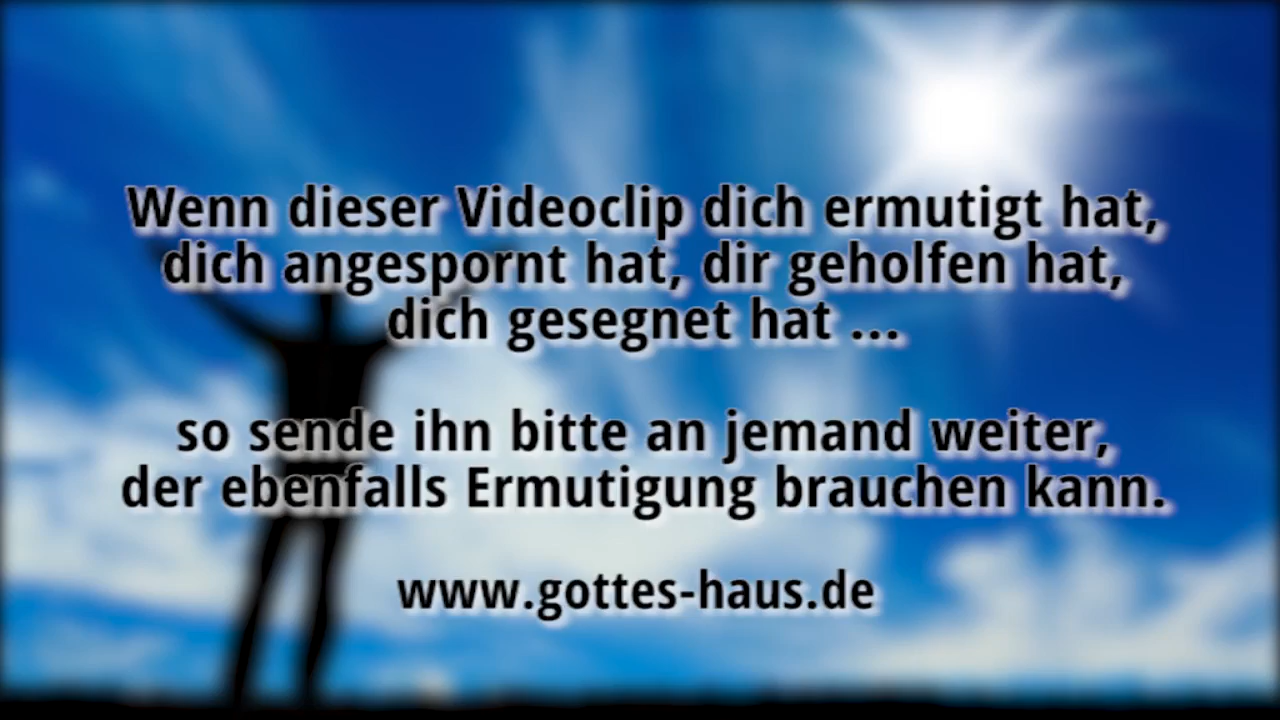 Wenn dieser Videoclip dich ermutigt hat,
dich angespornt hat, dir geholfen hat,
dich gesegnet hat ...
so sende ihn bitte an jemand weiter,
der ebenfalls Ermutigung brauchen kann.
www.gottes-haus.de